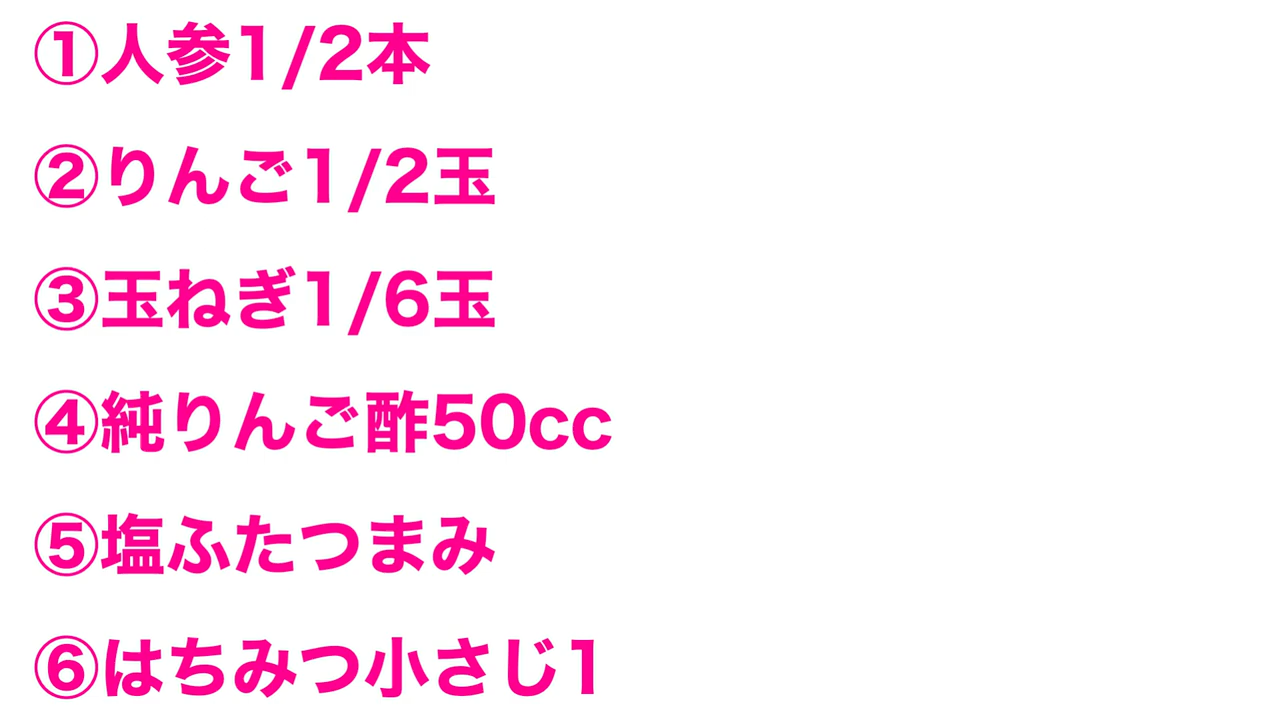 ①人参1/2本
②りんご1/2玉
③玉ねぎ1/6玉
④純りんご酢50cc
⑤塩ふたつまみ
⑥はちみつ小さじ1